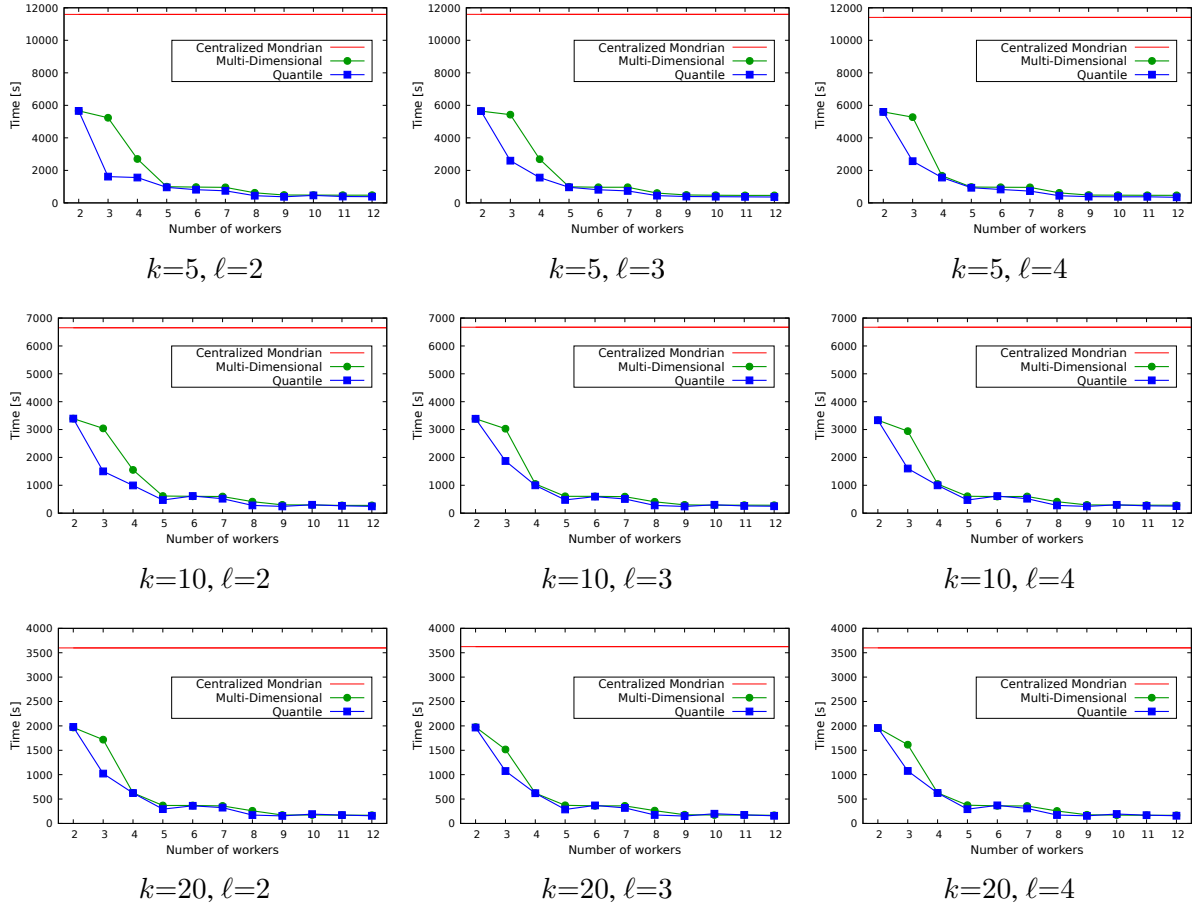 12000
10000
8000
6000
4000
2000
0
Time [s]
Centralized Mondrian
Multi-Dimensional
Quantile
2 3 4 5 6 7 8 9 10 11 12
Number of workers
k=5, ℓ=2
12000
10000
8000
6000
4000
2000
0
Time [s]
Centralized Mondrian
Multi-Dimensional
Quantile
2 3 4 5 6 7 8 9 10 11 12
Number of workers
k=5, ℓ=3
12000
10000
8000
6000
4000
2000
0
Time [s]
Centralized Mondrian
Multi-Dimensional
Quantile
2 3 4 5 6 7 8 9 10 11 12
Number of workers
k=5, ℓ=4
7000
6000
5000
4000
3000
2000
1000
0
Time [s]
Centralized Mondrian
Multi-Dimensional
Quantile
2 3 4 5 6 7 8 9 10 11 12
Number of workers
k=10, ℓ=2
7000
6000
5000
4000
3000
2000
1000
0
Time [s]
Centralized Mondrian
Multi-Dimensional
Quantile
2 3 4 5 6 7 8 9 10 11 12
Number of workers
k=10, ℓ=3
7000
6000
5000
4000
3000
2000
1000
0
Time [s]
Centralized Mondrian
Multi-Dimensional
Quantile
2 3 4 5 6 7 8 9 10 11 12
Number of workers
k=10, ℓ=4
4000
3500
3000
2500
2000
1500
1000
500
0
Time [s]
Centralized Mondrian
Multi-Dimensional
Quantile
2 3 4 5 6 7 8 9 10 11 12
Number of workers
k=20, ℓ=2
4000
3500
3000
2500
2000
1500
1000
500
0
Time [s]
Centralized Mondrian
Multi-Dimensional
Quantile
2 3 4 5 6 7 8 9 10 11 12
Number of workers
k=20, ℓ=3
4000
3500
3000
2500
2000
1500
1000
500
0
Time [s]
Centralized Mondrian
Multi-Dimensional
Quantile
2 3 4 5 6 7 8 9 10 11 12
Number of workers
k=20, ℓ=4